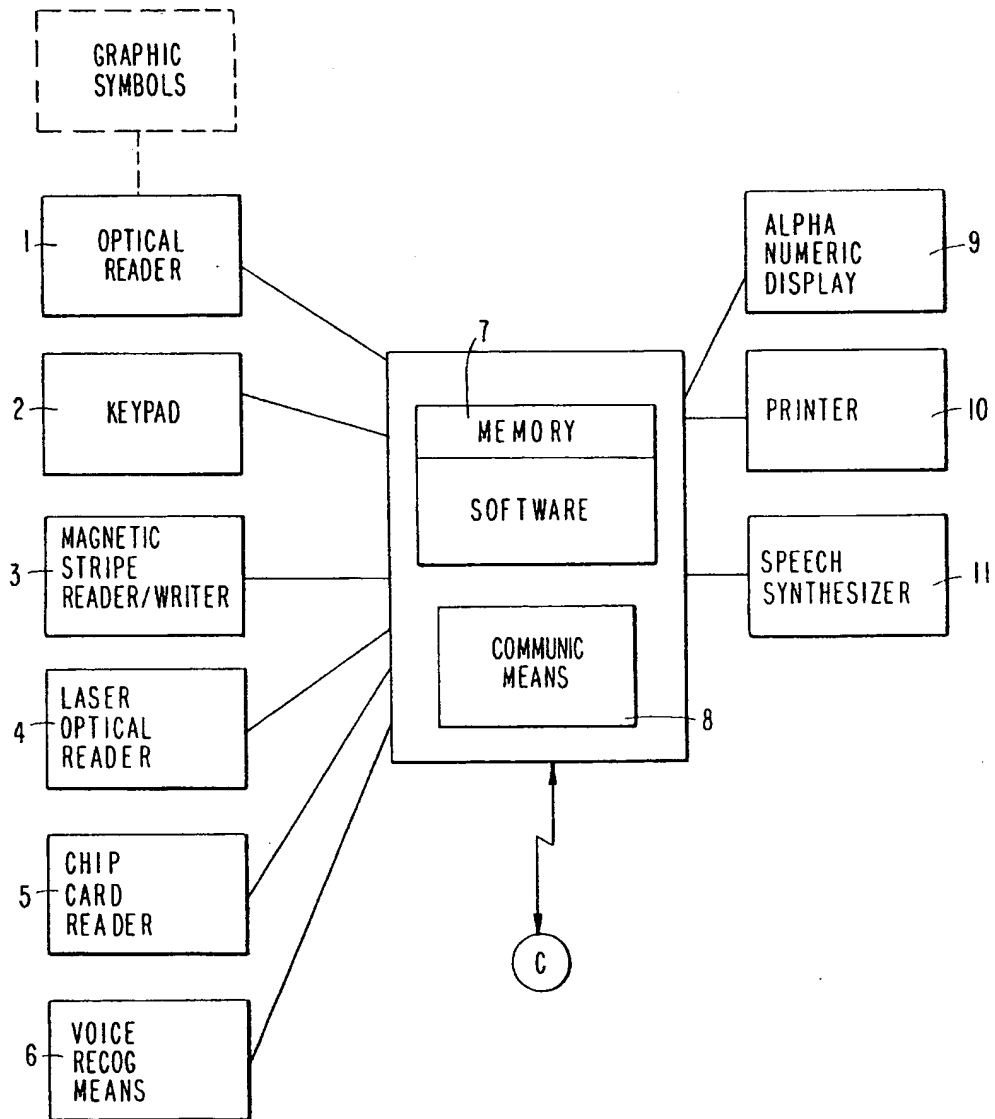 GRAPHIC
SYMBOLS
1
OPTICAL
READER
2
KEYPAD
3
MAGNETIC
STRIPE
READER/WRITER
4
LASER
OPTICAL
READER
5
CHIP
CARD
READER
6
VOICE
RECOG
MEANS
7
MEMORY
SOFTWARE
COMMUNIC
MEANS
8
C
ALPHA
NUMERIC
DISPLAY
9
PRINTER
10
SPEECH
SYNTHESIZER
11